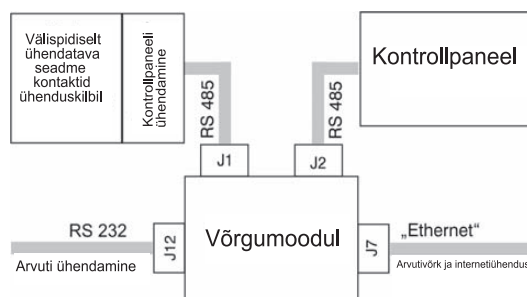 Välispidiselt
ühendatava
seadme
kontaktid
ühenduskilbil
Kontrollpaneeli
ühendamine
RS 485
RS 485
Kontrollpaneel
J1
J2
RS 232
J12
Võrgumoodul
J7
„Ethernet“
Arvuti ühendamine
Arvutivõrk ja internetiühendus